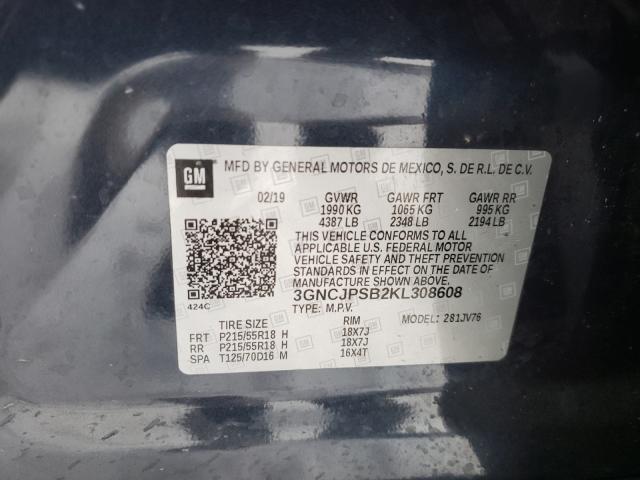 GM
MFD BY GENERAL MOTORS DE MEXICO, S. DE R.L. DE C.V.
02/19 GVWR GAWR FRT GAWR RR
1990 KG 1065 KG 995 KG
4387 LB 2348 LB 2194 LB
THIS VEHICLE CONFORMS TO ALL
APPLICABLE U.S. FEDERAL MOTOR
VEHICLE SAFETY AND THEFT PREVENTION
STANDARDS IN EFFECT ON THE DATE OF
MANUFACTURE SHOWN ABOVE.
424C 3GNCJPSB2KL308608
TYPE: M.P.V. MODEL: 281JV76
TIRE SIZE RIM
FRT P215/55R18 H 18X7J
RR P215/55R18 H 18X7J
SPA T125/70D16 M 16X4T